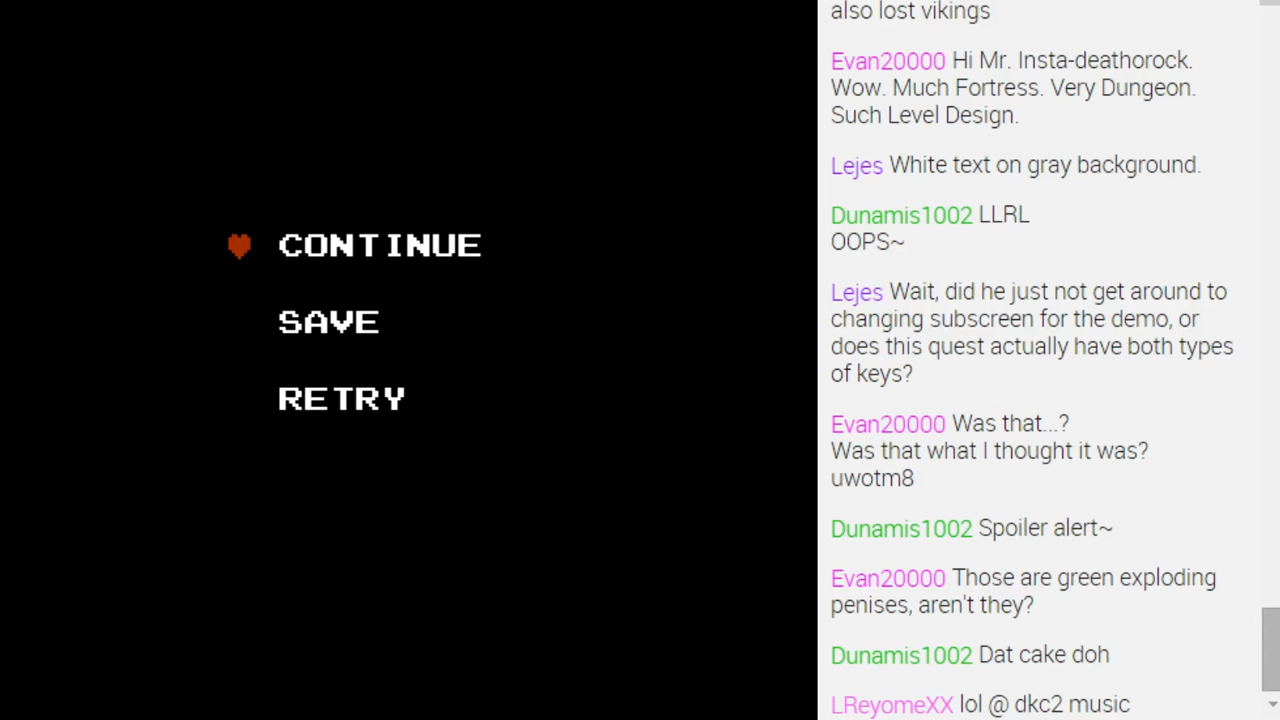 CONTINUE
SAVE
RETRY
also lost vikings
Evan20000 Hi Mr. Insta-deathorock.
Wow. Much Fortress. Very Dungeon.
Such Level Design.
Lejes White text on gray background.
Dunamis1002 LLRL
OOPS~
Lejes Wait, did he just not get around to
changing subscreen for the demo, or
does this quest actually have both types
of keys?
Evan20000 Was that...?
Was that what I thought it was?
uwotm8
Dunamis1002 Spoiler alert~
Evan20000 Those are green exploding
penises, aren't they?
Dunamis1002 Dat cake doh
LReyomeXX lol @ dkc2 music